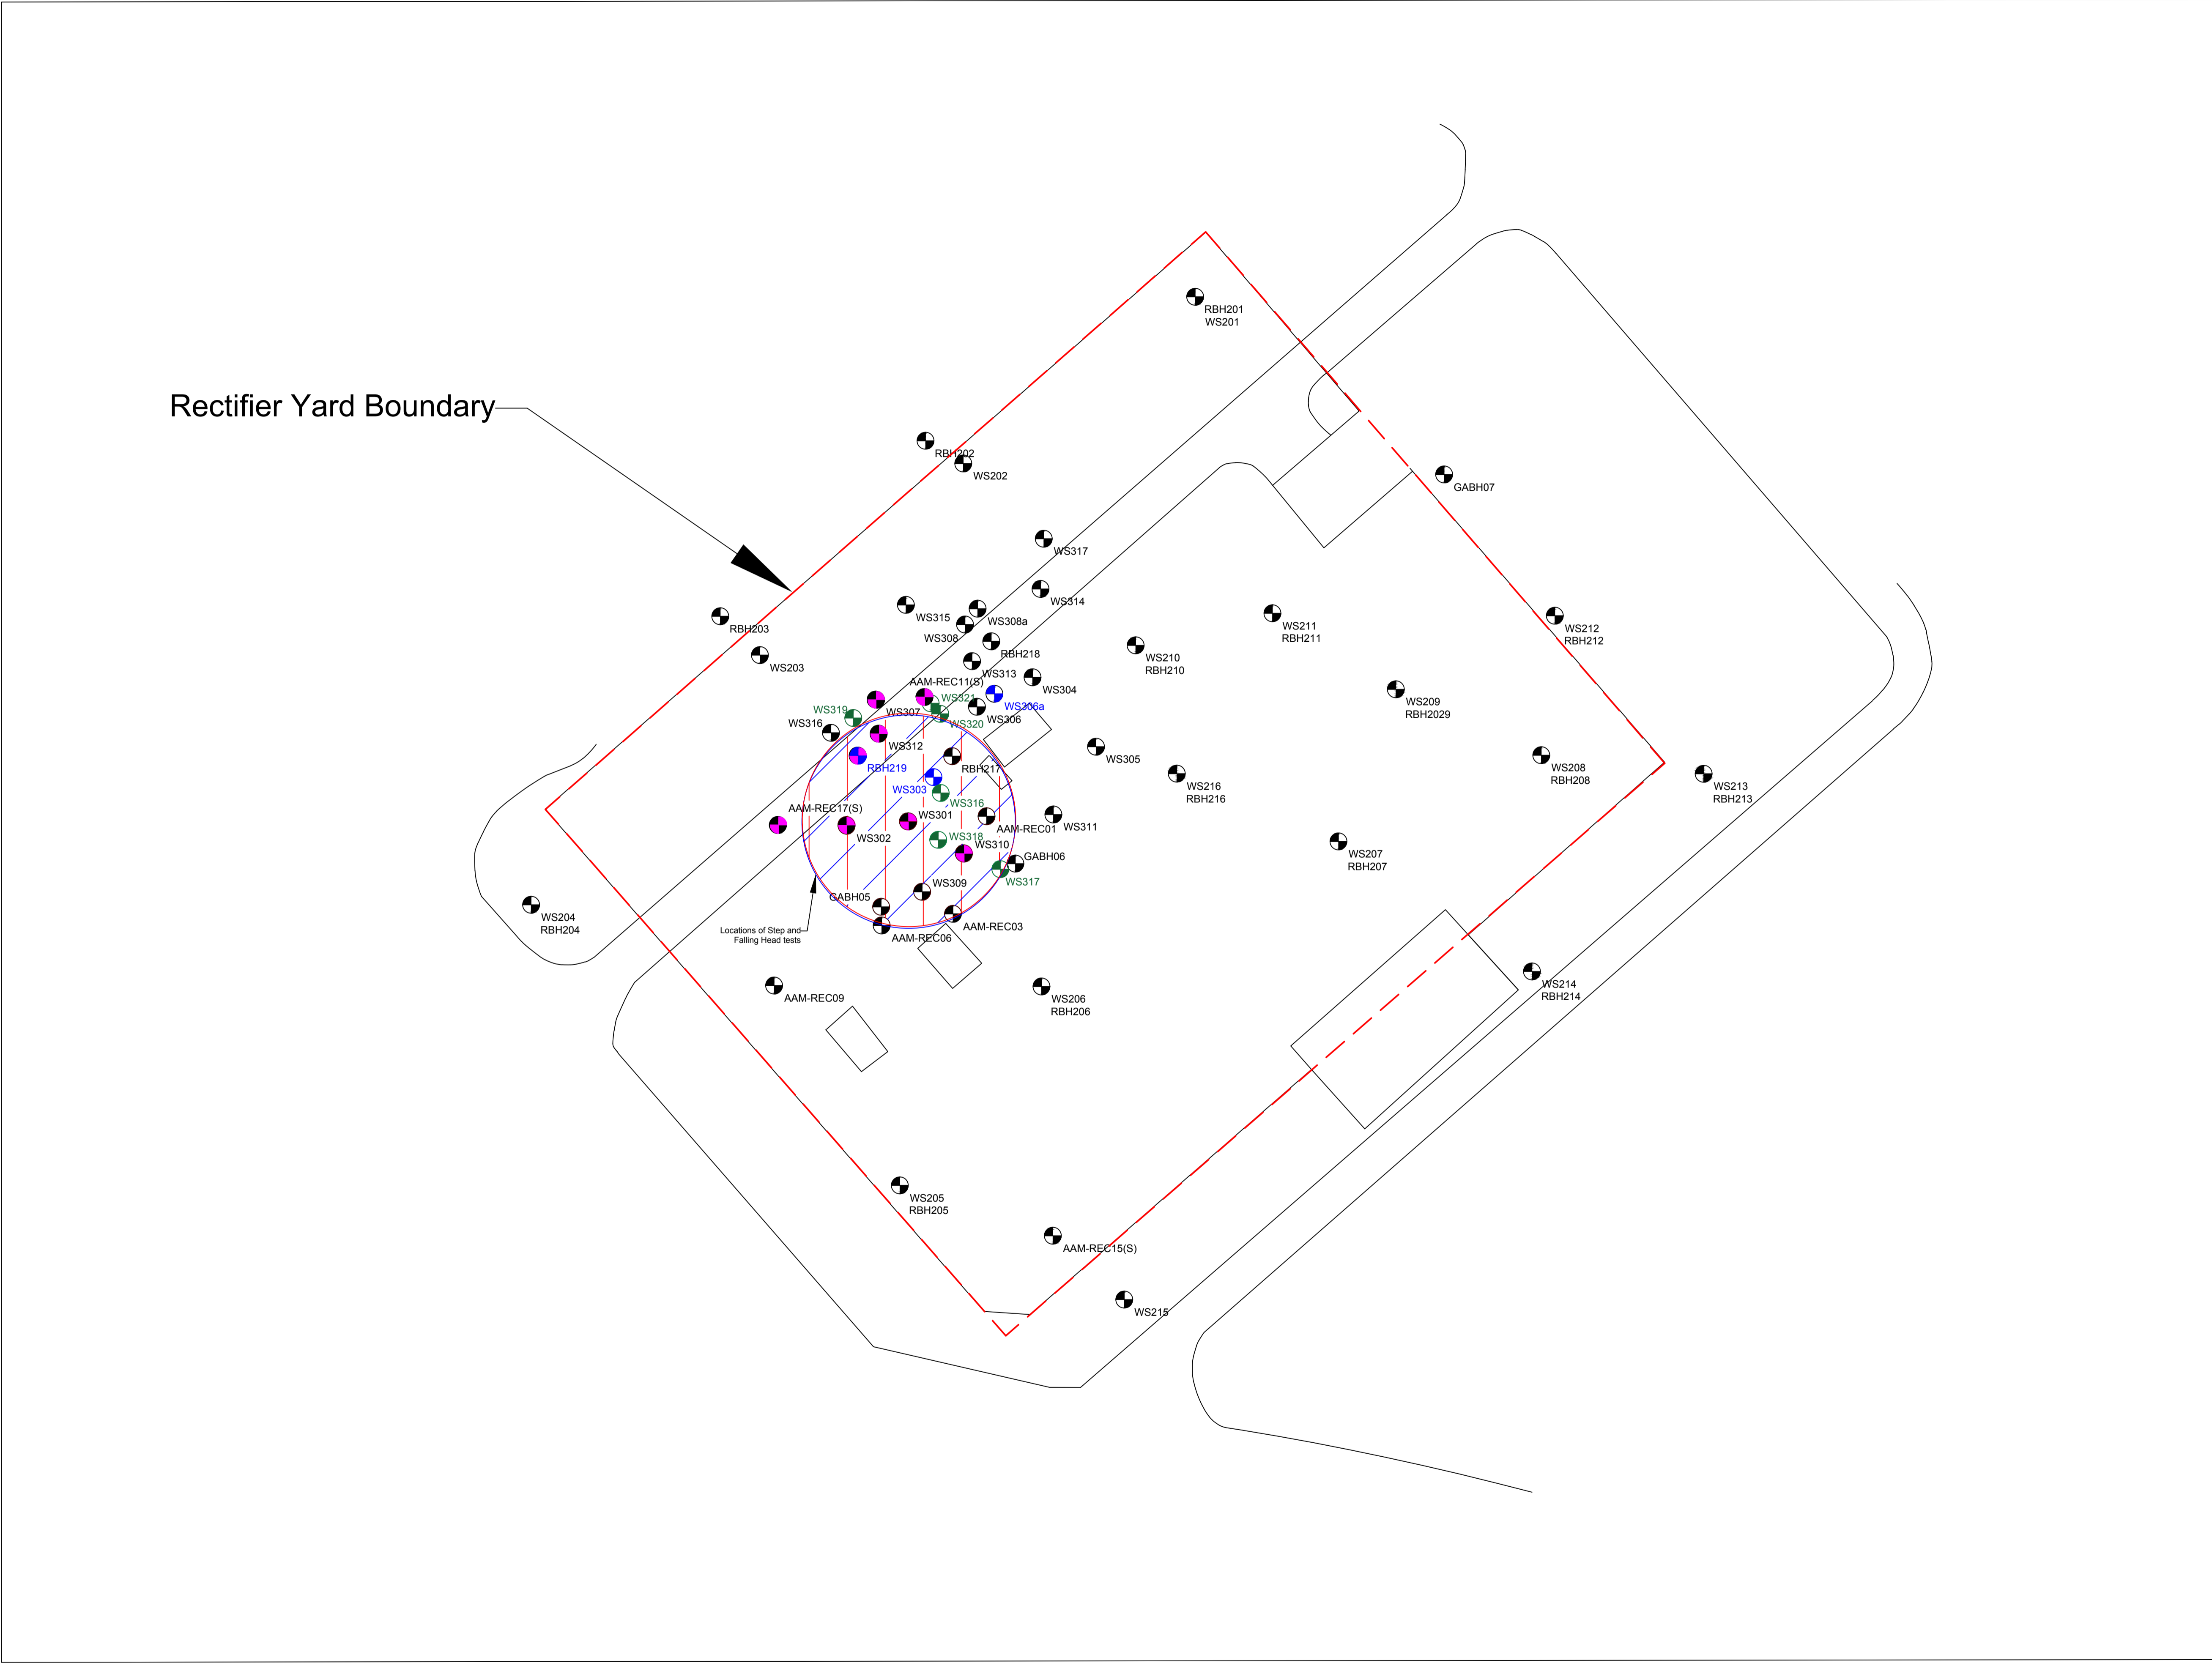 RBH201
WS201
Rectifier Yard Boundary
RBH202
WS202
GABH07
WS317
WS314
WS315
WS308a
WS308
WS211
RBH211
WS212
RBH212
RBH203
RBH218
WS210
RBH210
WS203
WS313
AAM-REC11(S)
WS304
WS321
WS306a
WS209
RBH2029
WS319
WS307
WS306
WS320
WS316
WS312
WS305
RBH219
RBH217
WS208
RBH208
WS303
WS216
RBH216
WS213
RBH213
WS316
AAM-REC17(S)
WS301
AAM-REC01
WS311
WS302
WS318
WS310
GABH06
WS207
RBH207
WS309
WS317
GABH05
WS204
RBH204
AAM-REC03
Locations of Step and
Falling Head tests
AAM-REC06
WS214
RBH214
AAM-REC09
WS206
RBH206
WS205
RBH205
AAM-REC15(S)
WS215